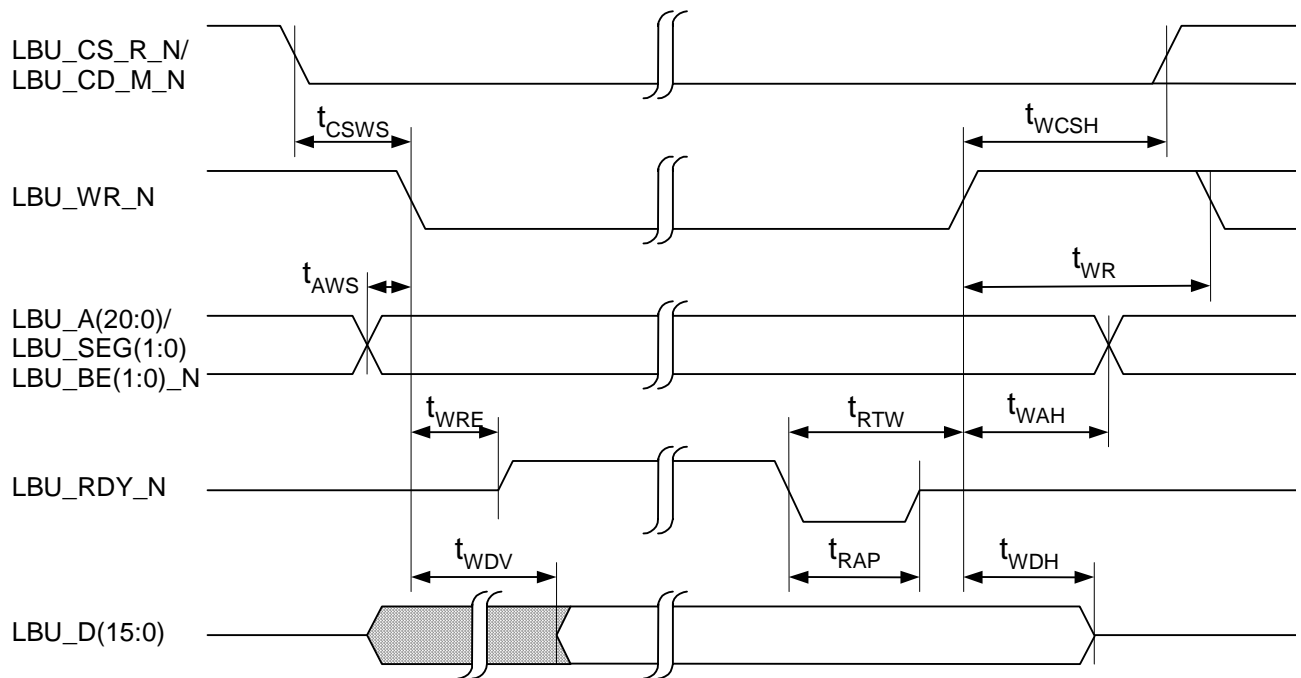 LBU_CS_R_N/
LBU_CD_M_N
tCSWS
tWCSH
LBU_WR_N
tAWS
tWR
LBU_A(20:0)/
LBU_SEG(1:0)
LBU_BE(1:0)_N
tWRE
tRTW
tWAH
LBU_RDY_N
tWDV
tRAP
tWDH
LBU_D(15:0)